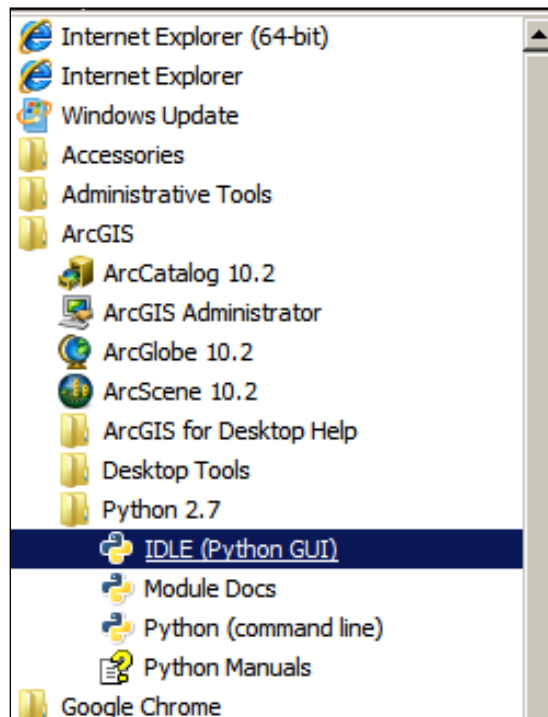 Internet Explorer (64-bit)
Internet Explorer
Windows Update
Accessories
Administrative Tools
ArcGIS
ArcCatalog 10.2
ArcGIS Administrator
ArcGlobe 10.2
ArcScene 10.2
ArcGIS for Desktop Help
Desktop Tools
Python 2.7
IDLE (Python GUI)
Module Docs
Python (command line)
Python Manuals
Google Chrome